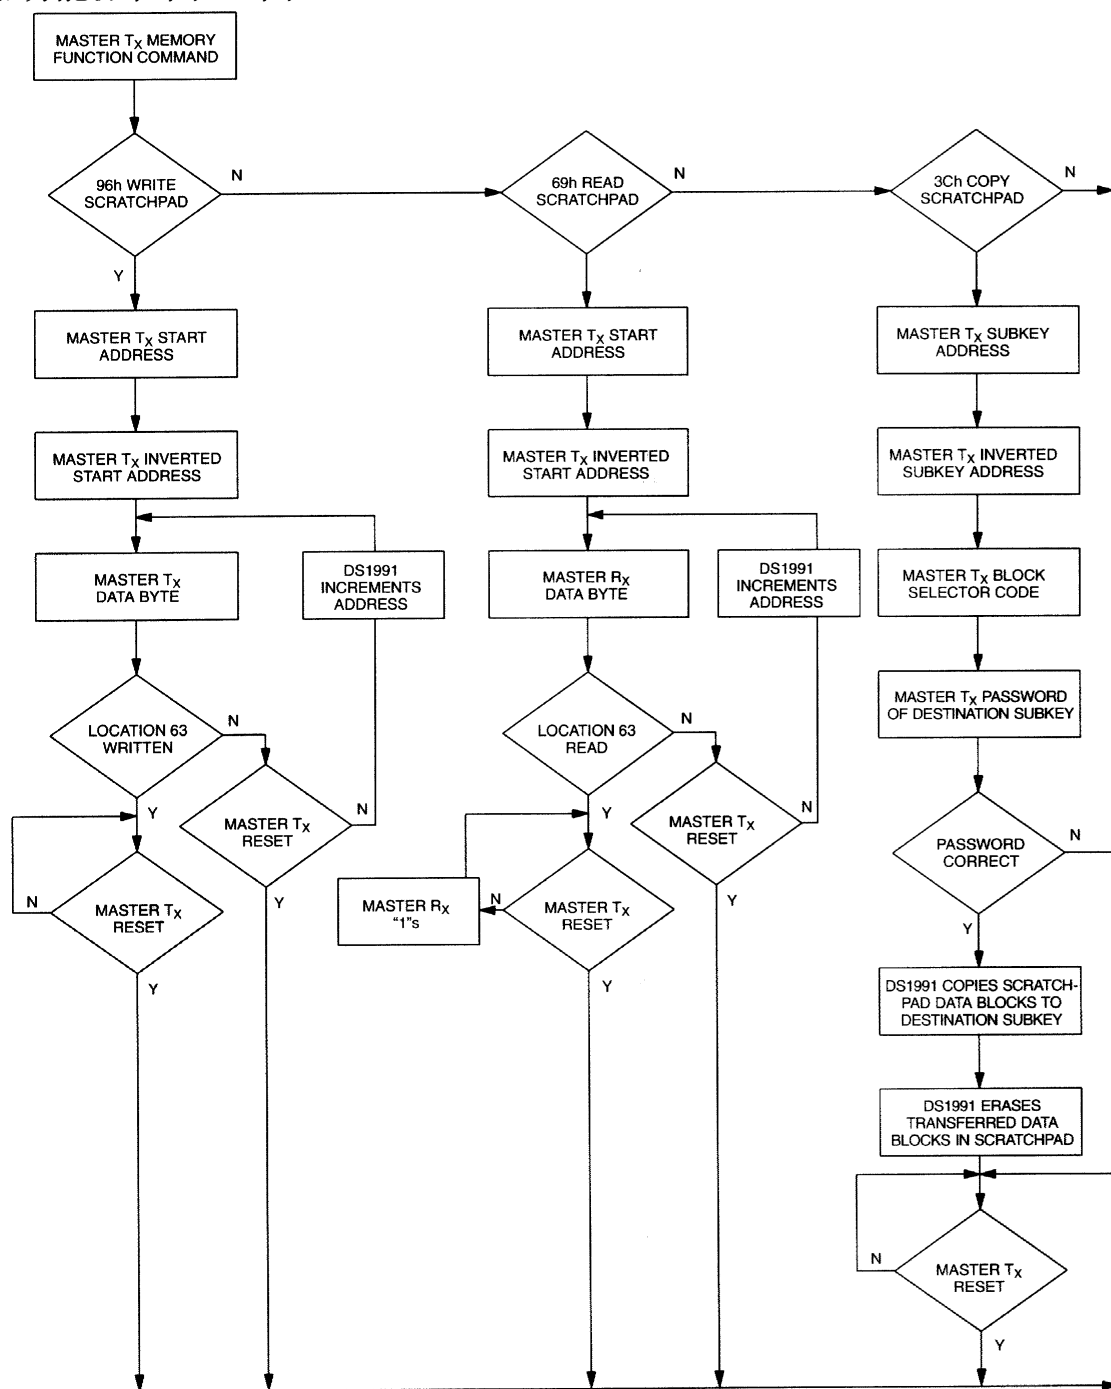 MASTER TX MEMORY
FUNCTION COMMAND
96h WRITE
SCRATCHPAD
N
Y
MASTER TX START
ADDRESS
MASTER TX INVERTED
START ADDRESS
MASTER TX
DATA BYTE
DS1991
INCREMENTS
ADDRESS
LOCATION 63
WRITTEN
N
Y
MASTER TX
RESET
N
Y
MASTER TX
RESET
N
Y
69h READ
SCRATCHPAD
N
MASTER TX START
ADDRESS
MASTER TX INVERTED
START ADDRESS
MASTER RX
DATA BYTE
DS1991
INCREMENTS
ADDRESS
LOCATION 63
READ
N
Y
MASTER TX
RESET
N
Y
MASTER RX
"1"s
N
MASTER TX
RESET
Y
3Ch COPY
SCRATCHPAD
N
MASTER TX SUBKEY
ADDRESS
MASTER TX INVERTED
SUBKEY ADDRESS
MASTER TX BLOCK
SELECTOR CODE
MASTER TX PASSWORD
OF DESTINATION SUBKEY
PASSWORD
CORRECT
N
Y
DS1991 COPIES SCRATCH-
PAD DATA BLOCKS TO
DESTINATION SUBKEY
DS1991 ERASES
TRANSFERRED DATA
BLOCKS IN SCRATCHPAD
N
MASTER TX
RESET
Y